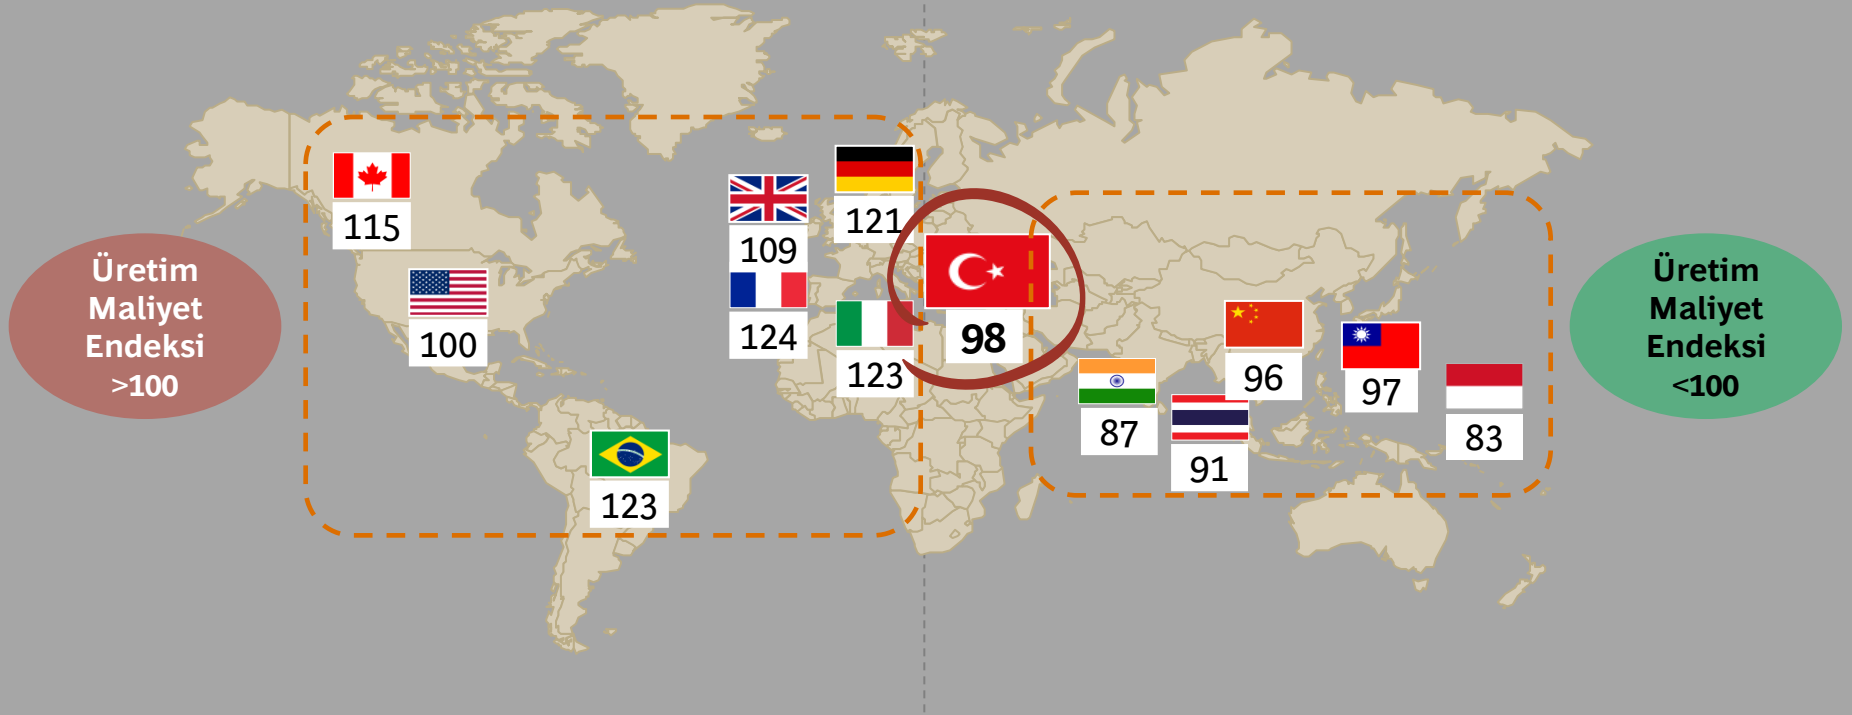 Üretim
Maliyet
Endeksi
>100
115
100
123
109
124
121
123
98
87
91
96
97
83
Üretim
Maliyet
Endeksi
<100